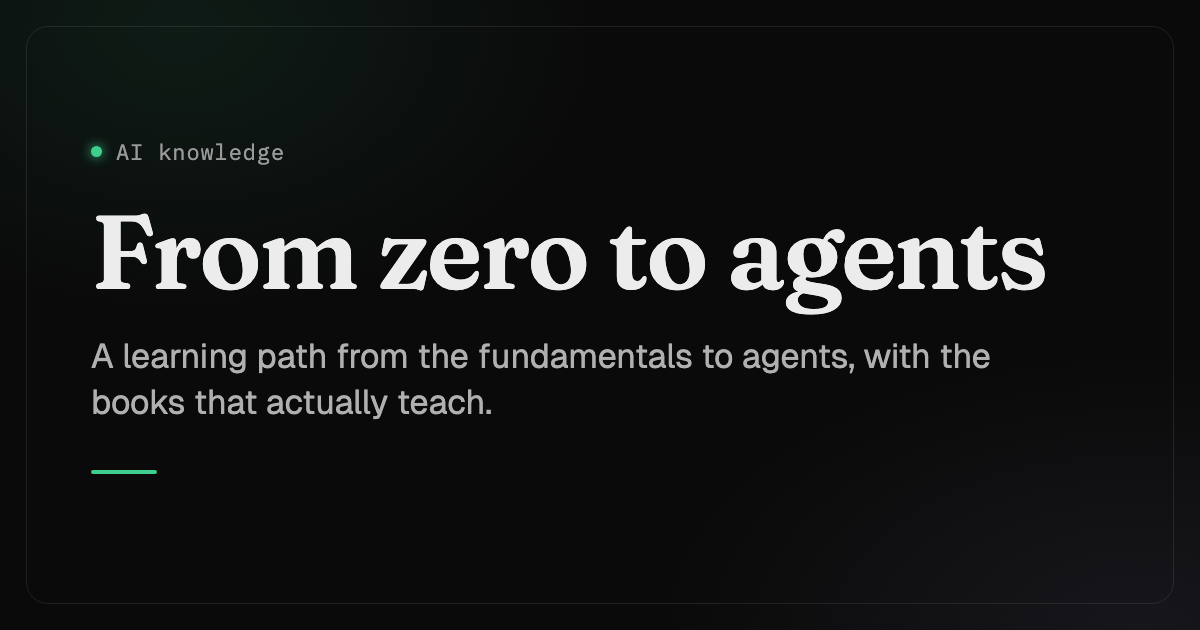 AI knowledge
From zero to agents
A learning path from the fundamentals to agents, with the
books that actually teach.